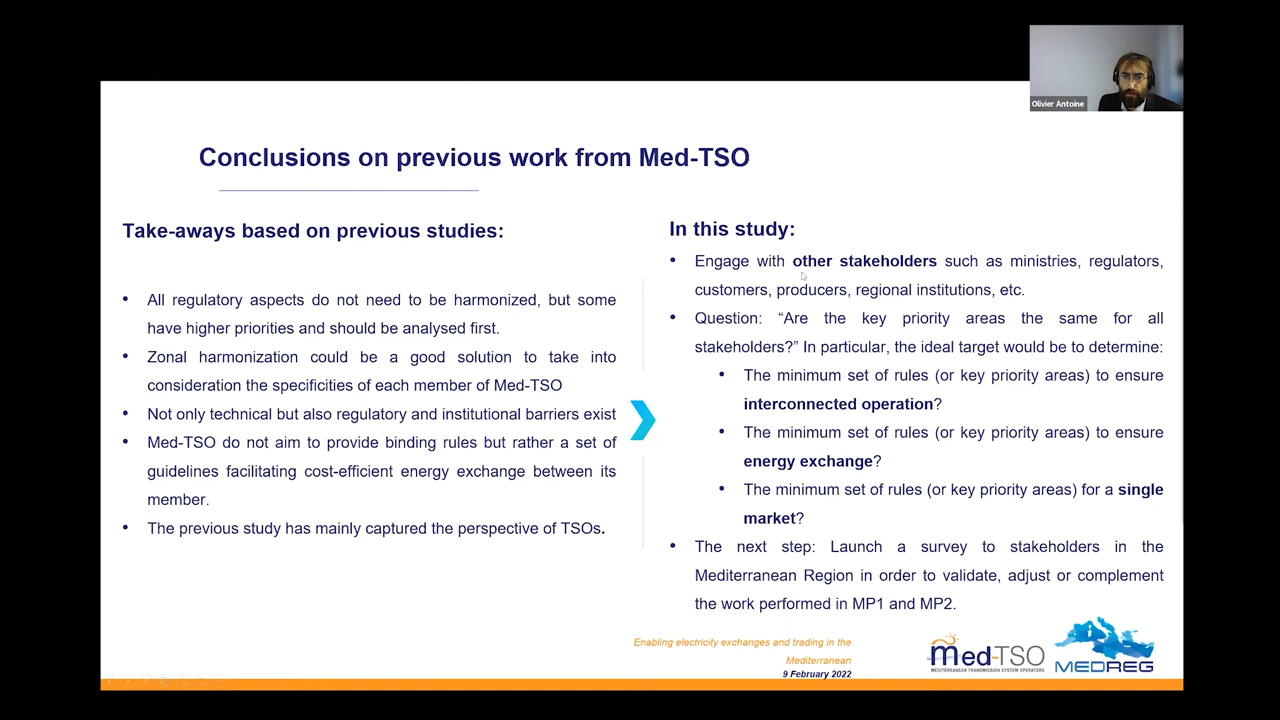 Olivier Antoine
Conclusions on previous work from Med-TSO
Take-aways based on previous studies:
• All regulatory aspects do not need to be harmonized, but some
have higher priorities and should be analysed first.
• Zonal harmonization could be a good solution to take into
consideration the specificities of each member of Med-TSO
• Not only technical but also regulatory and institutional barriers exist
• Med-TSO do not aim to provide binding rules but rather a set of
guidelines facilitating cost-efficient energy exchange between its
member.
• The previous study has mainly captured the perspective of TSOs.
In this study:
• Engage with other stakeholders such as ministries, regulators,
customers, producers, regional institutions, etc.
• Question: “Are the key priority areas the same for all
stakeholders?” In particular, the ideal target would be to determine:
• The minimum set of rules (or key priority areas) to ensure
interconnected operation?
• The minimum set of rules (or key priority areas) to ensure
energy exchange?
• The minimum set of rules (or key priority areas) for a single
market?
• The next step: Launch a survey to stakeholders in the
Mediterranean Region in order to validate, adjust or complement
the work performed in MP1 and MP2.
Enabling electricity exchanges and trading in the
Mediterranean
9 February 2022
Med-TSO
MEDITERRANEAN TRANSMISSION SYSTEM OPERATORS
MEDREG